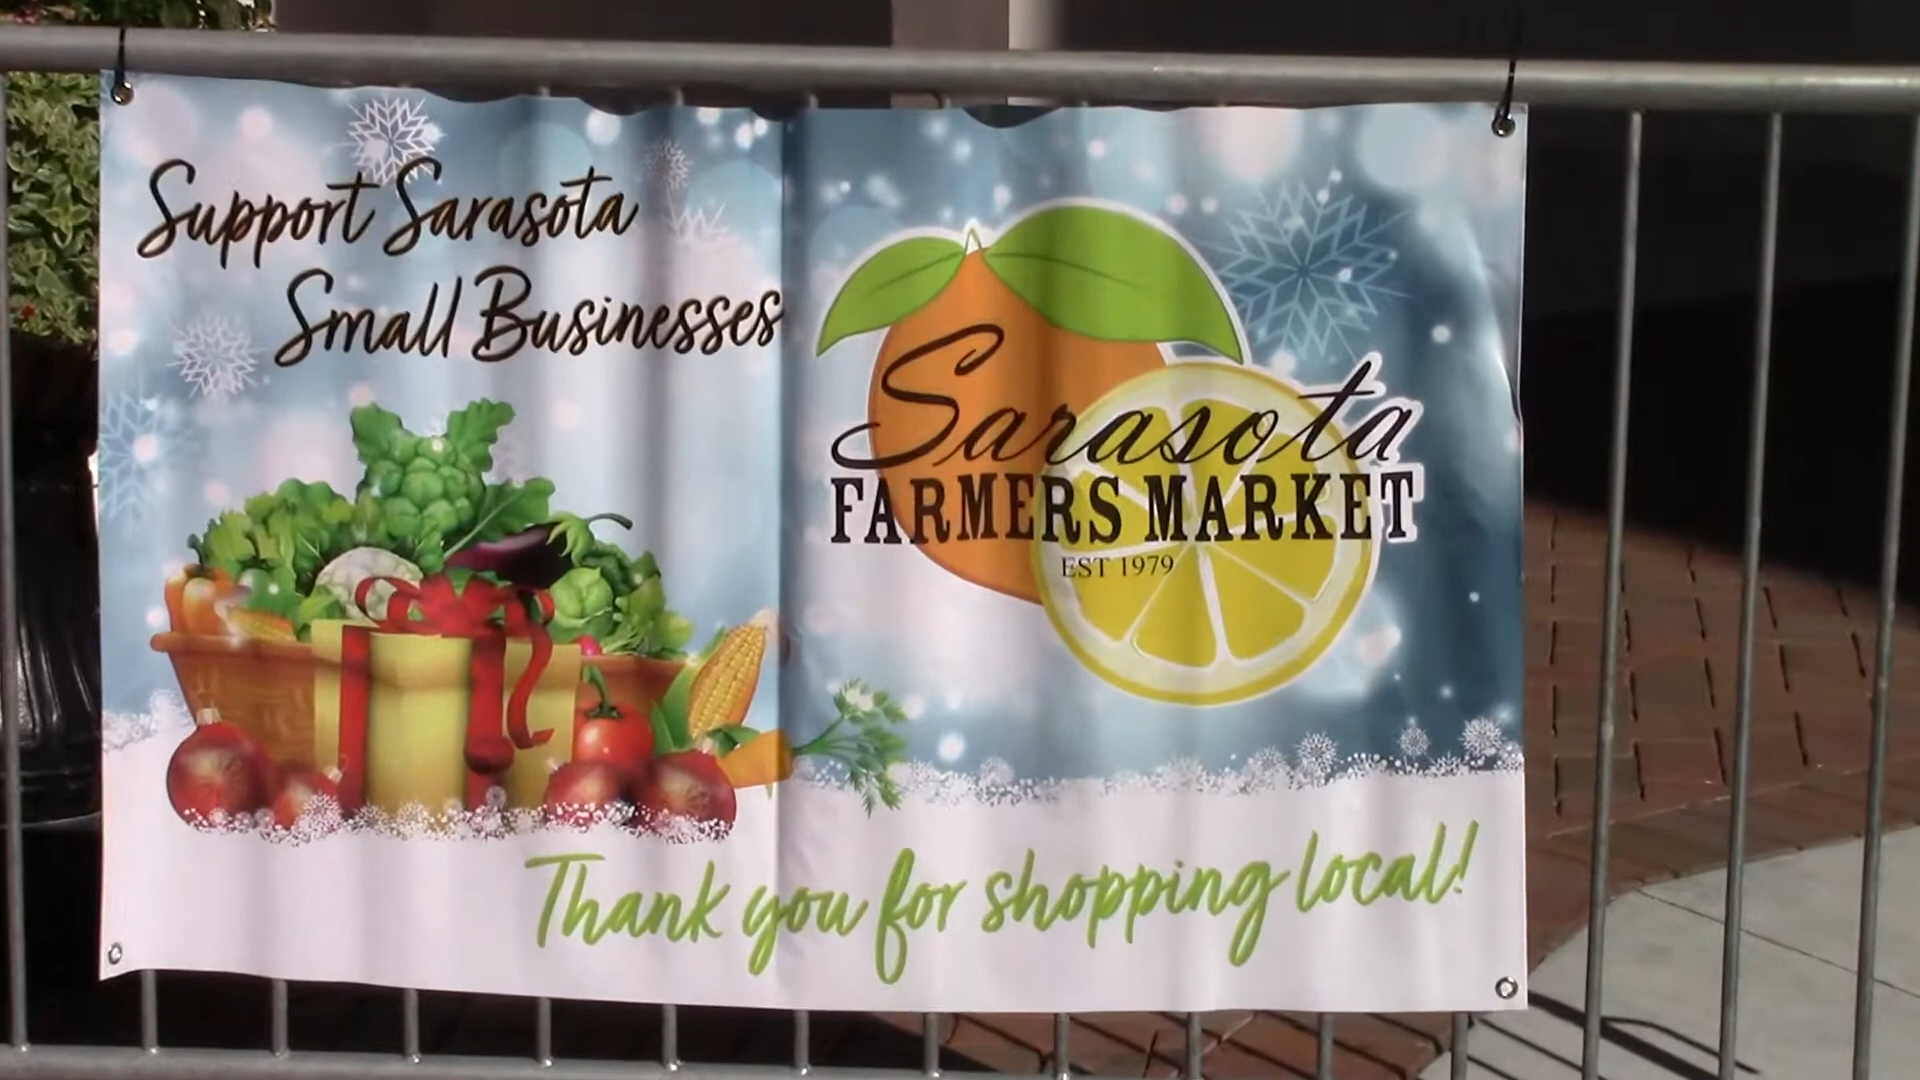 Support Sarasota
Small Businesses
Sarasota
FARMERS MARKET
EST 1979
Thank you for shopping local!